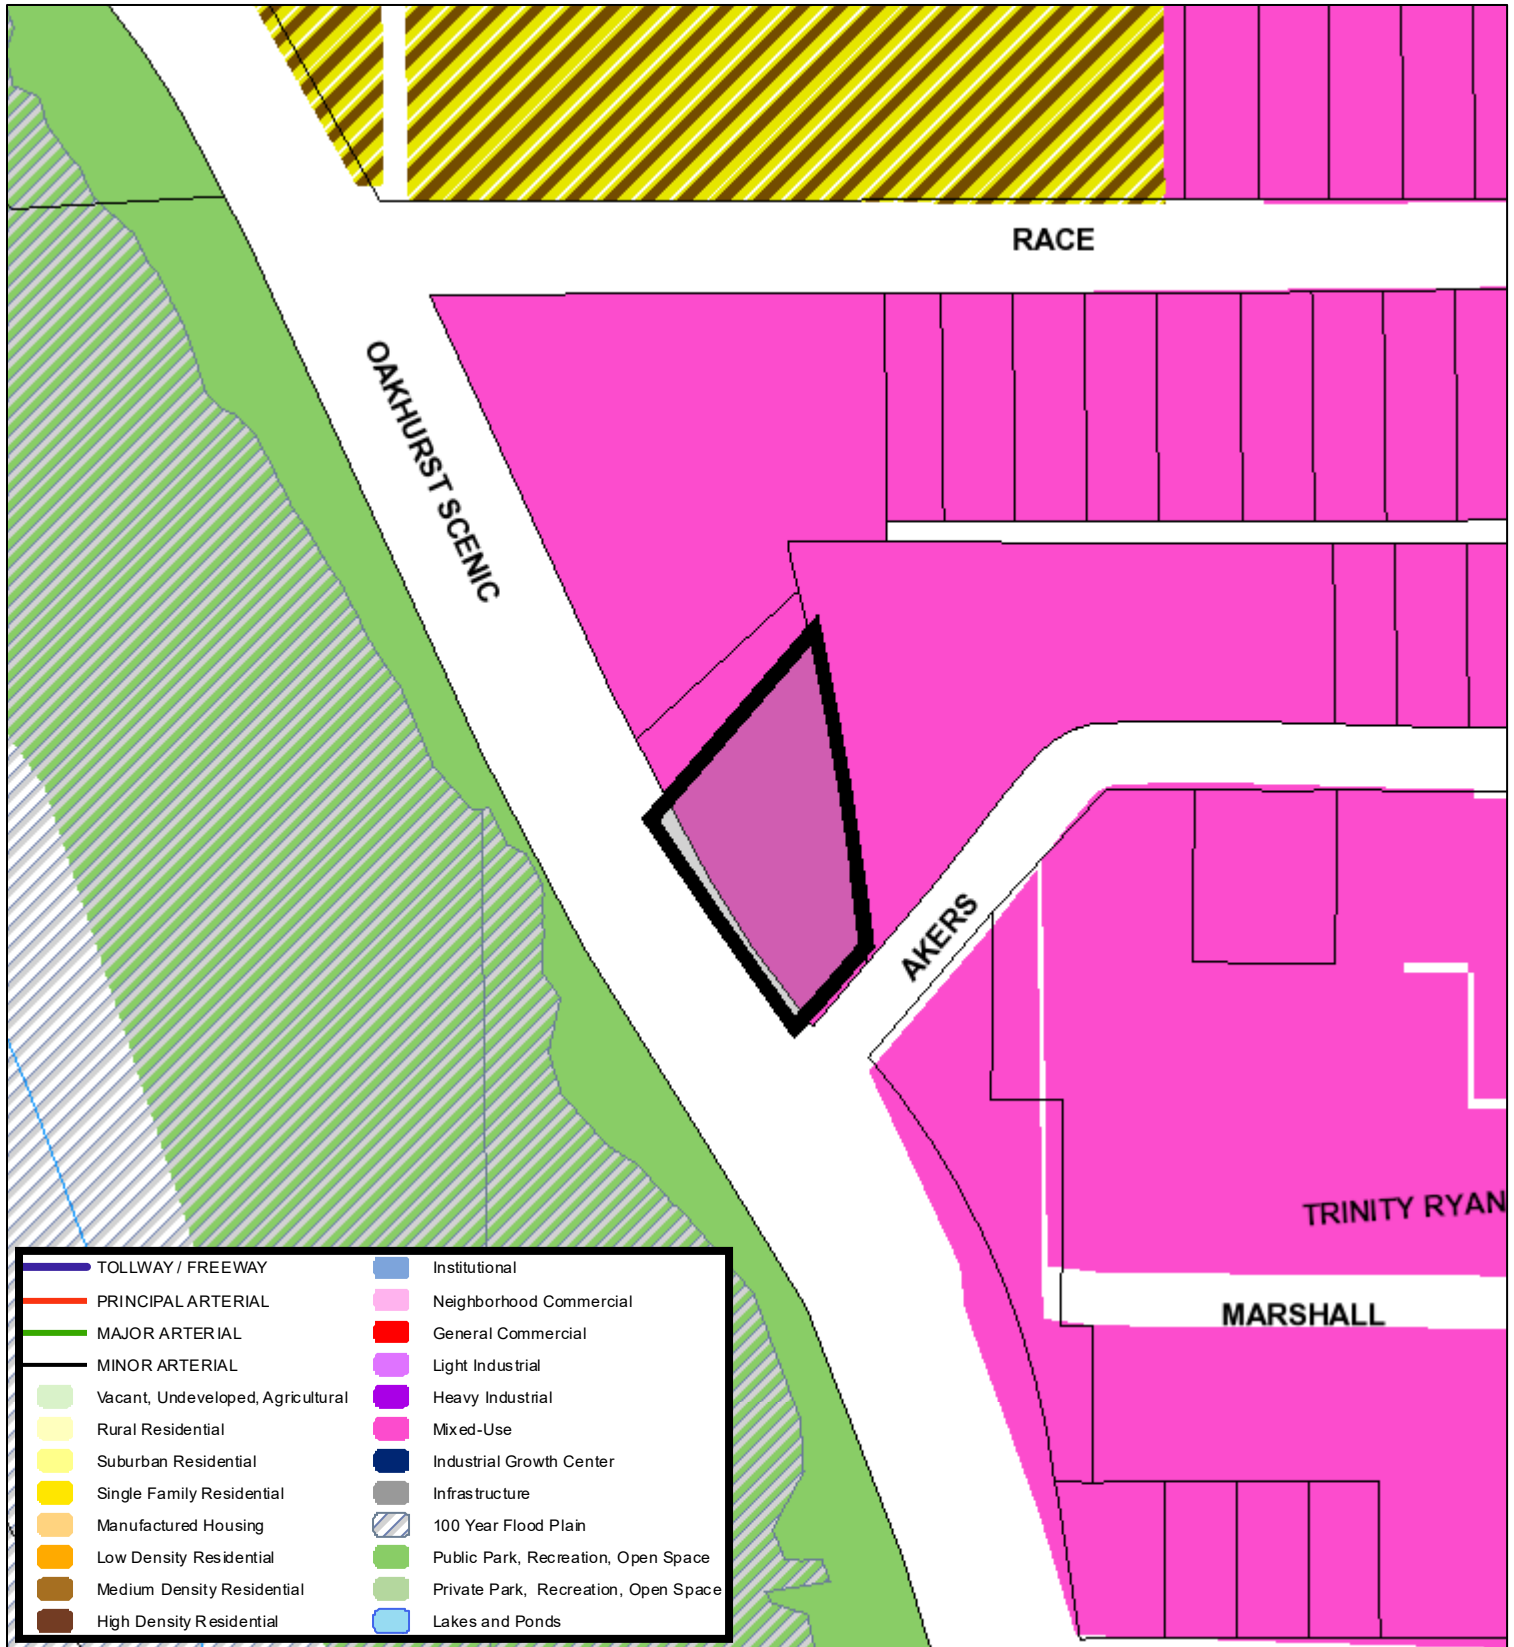 RACE
OAKHURST SCENIC
AKERS
TRINITY RYAN
MARSHALL
TOLLWAY / FREEWAY
PRINCIPAL ARTERIAL
MAJOR ARTERIAL
MINOR ARTERIAL
Vacant, Undeveloped, Agricultural
Rural Residential
Suburban Residential
Single Family Residential
Manufactured Housing
Low Density Residential
Medium Density Residential
High Density Residential
Institutional
Neighborhood Commercial
General Commercial
Light Industrial
Heavy Industrial
Mixed-Use
Industrial Growth Center
Infrastructure
100 Year Flood Plain
Public Park, Recreation, Open Space
Private Park, Recreation, Open Space
Lakes and Ponds